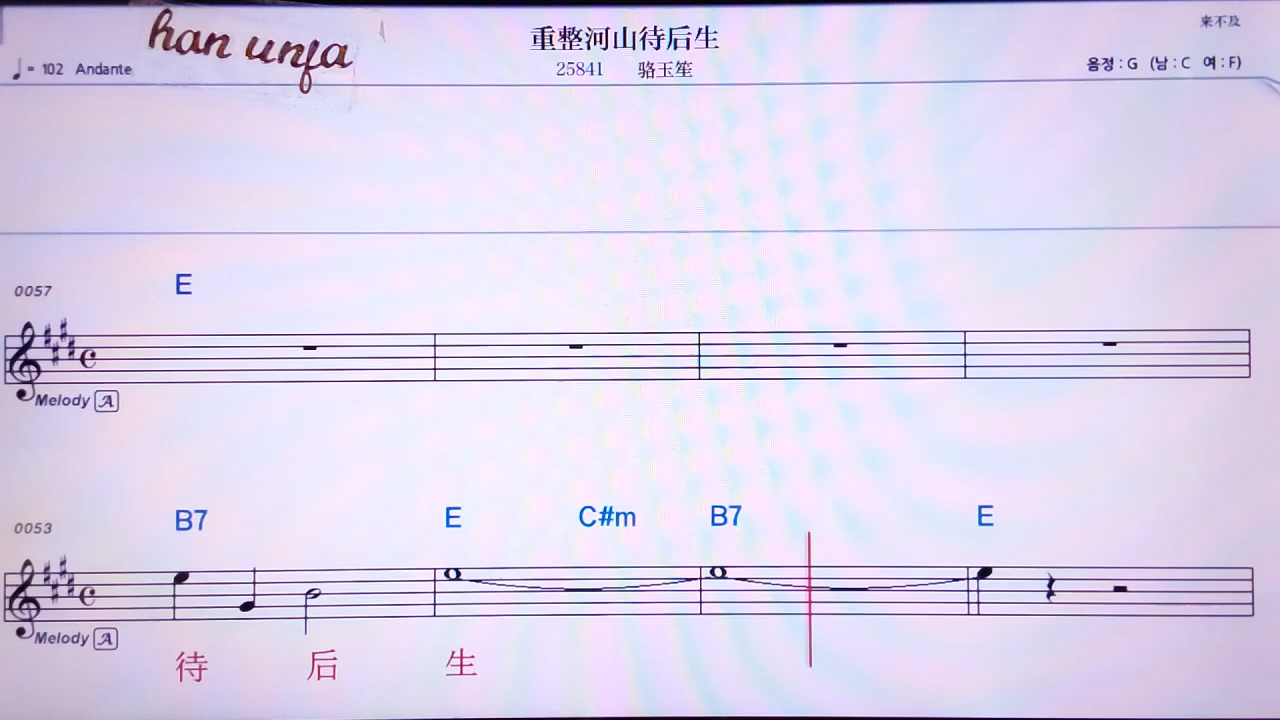 han unfa
重整河山待后生
来不及
♩= 102 Andante
25841 骆玉笙
음정 : G (남 : C 여 : F)
E
0057
Melody A
B7 E C#m B7 E
0053
Melody A
待 后 生